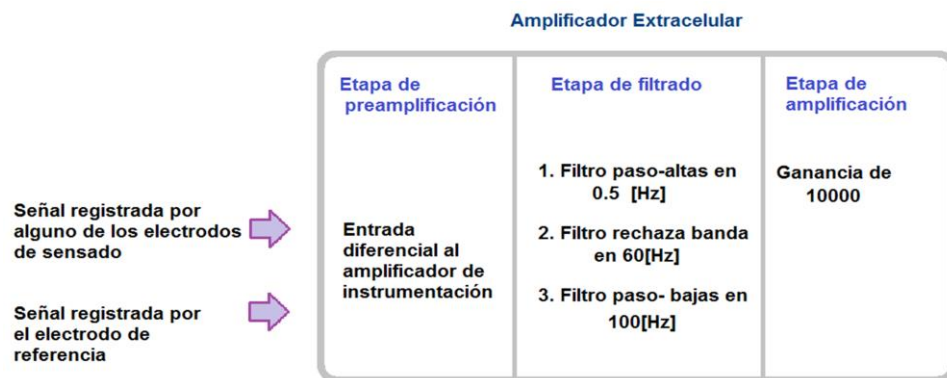 Amplificador Extracelular
Señal registrada por
alguno de los electrodos
de sensado
Señal registrada por
el electrodo de
referencia
Etapa de
preamplificación
Entrada
diferencial al
amplificador de
instrumentación
Etapa de filtrado
1. Filtro paso-altas en
0.5 [Hz]
2. Filtro rechaza banda
en 60[Hz]
3. Filtro paso- bajas en
100[Hz]
Etapa de
amplificación
Ganancia de
10000